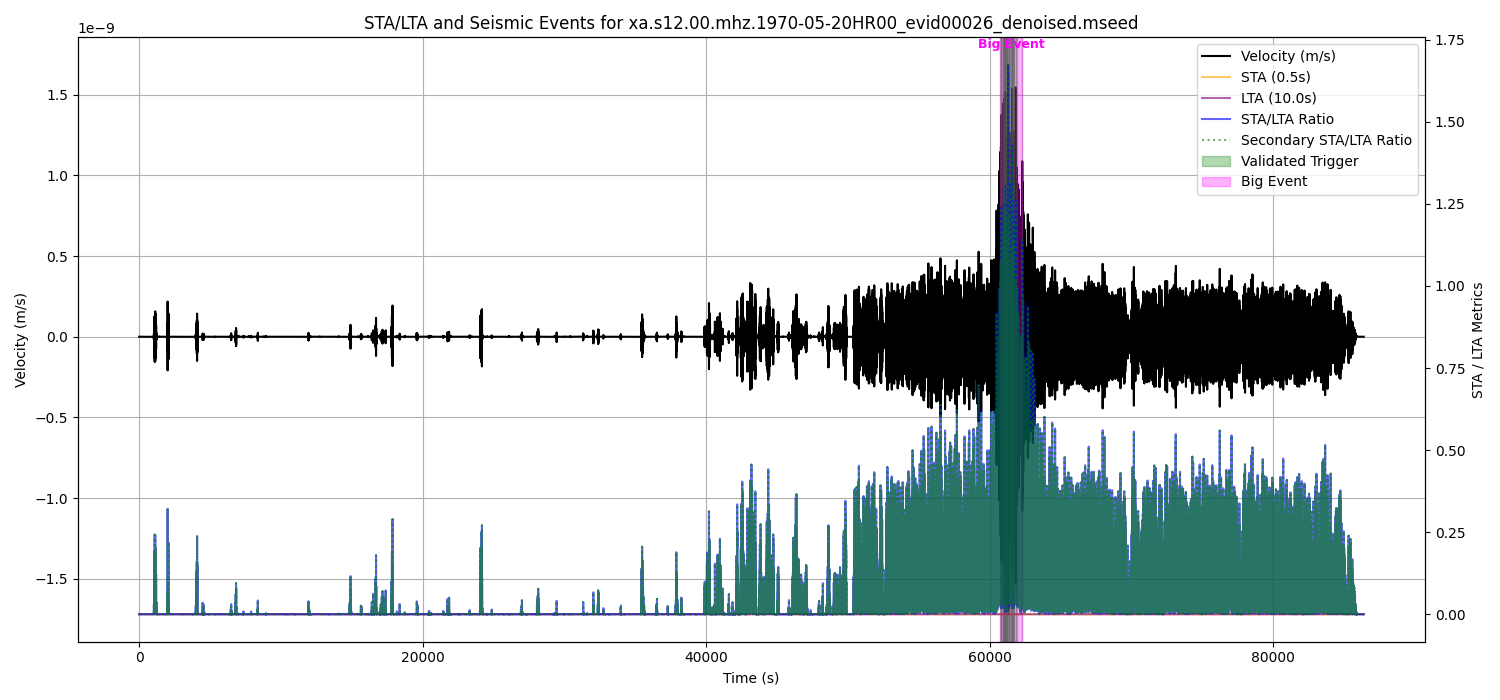 STA/LTA and Seismic Events for xa.s12.00.mhz.1970-05-20HR00_evid00026_denoised.mseed
1e−9
Big Event
Velocity (m/s)
STA (0.5s)
LTA (10.0s)
STA/LTA Ratio
Secondary STA/LTA Ratio
Validated Trigger
Big Event
1.5
1.0
0.5
0.0
−0.5
−1.0
−1.5
Velocity (m/s)
1.75
1.50
1.25
1.00
0.75
0.50
0.25
0.00
STA / LTA Metrics
0
20000
40000
60000
80000
Time (s)